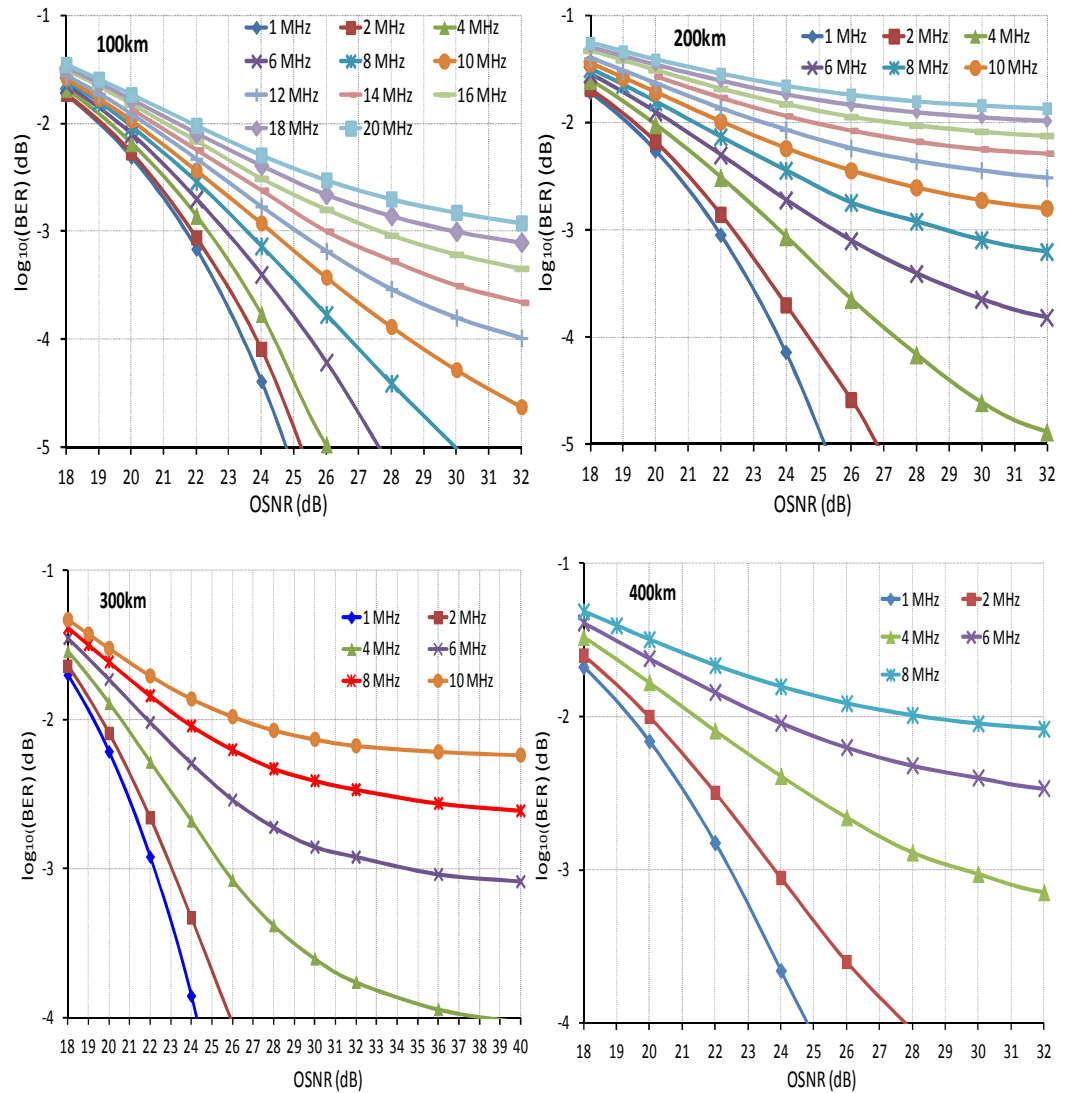 100km
1 MHz 2 MHz 4 MHz
6 MHz 8 MHz 10 MHz
12 MHz 14 MHz 16 MHz
18 MHz 20 MHz
-1
-2
-3
-4
-5
log₁₀((BER) (dB)
18 19 20 21 22 23 24 25 26 27 28 29 30 31 32
OSNR (dB)
200km
1 MHz 2 MHz 4 MHz
6 MHz 8 MHz 10 MHz
-1
-2
-3
-4
-5
log₁₀((BER) (dB)
18 19 20 21 22 23 24 25 26 27 28 29 30 31 32
OSNR (dB)
300km
1 MHz 2 MHz
4 MHz 6 MHz
8 MHz 10 MHz
-1
-2
-3
-4
log₁₀((BER) (dB)
18 19 20 21 22 23 24 25 26 27 28 29 30 31 32 33 34 35 36 37 38 39 40
OSNR (dB)
400km
1 MHz 2 MHz
4 MHz 6 MHz
8 MHz
-1
-2
-3
-4
log₁₀((BER) (dB)
18 19 20 21 22 23 24 25 26 27 28 29 30 31 32
OSNR (dB)